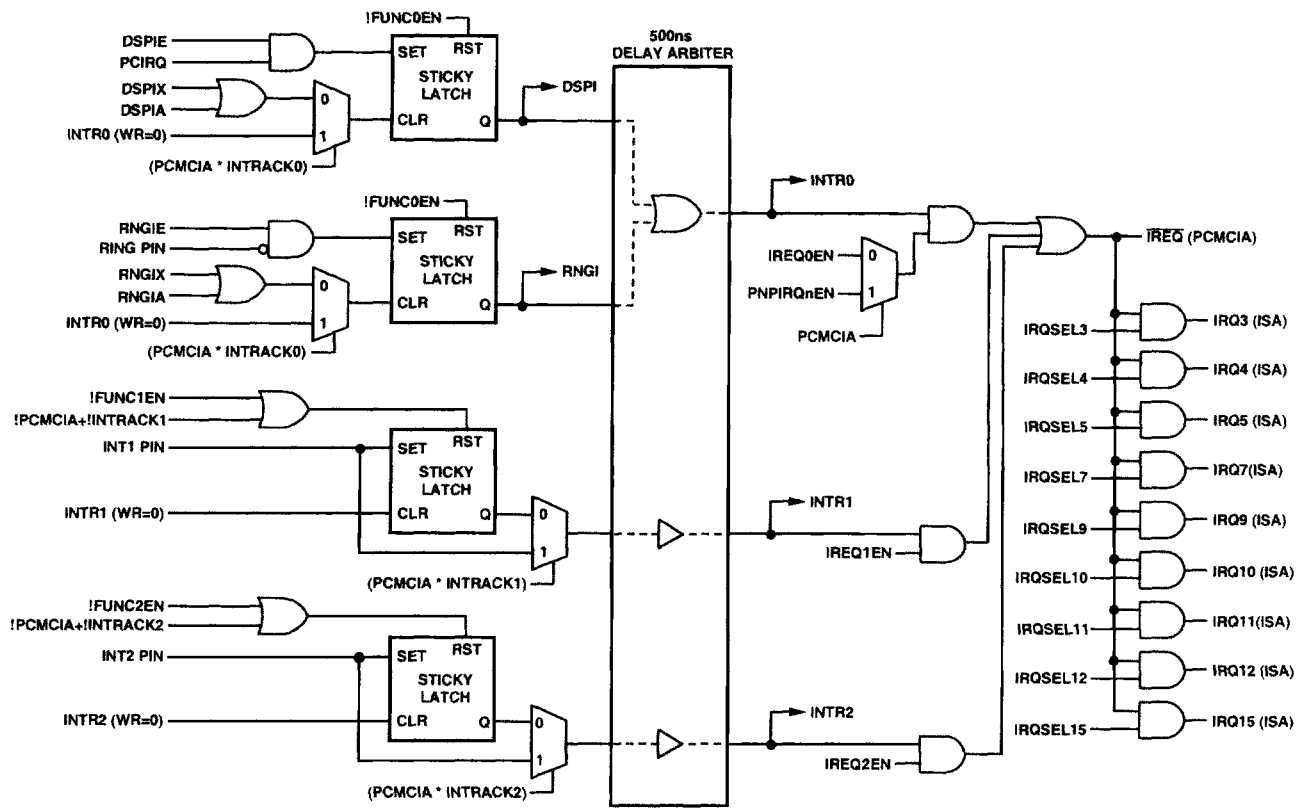 !FUNC0EN
DSPIE
PCIRQ
SET RST
STICKY
LATCH
CLR Q
DSPIX
DSPIA
0
1
INTR0 (WR=0)
(PCMCIA * INTRACK0)
DSPI
500ns
DELAY ARBITER
!FUNC0EN
RNGIE
RING PIN
SET RST
STICKY
LATCH
CLR Q
RNGIX
RNGIA
0
1
INTR0 (WR=0)
(PCMCIA * INTRACK0)
RNGI
INTR0
IREQ0EN
0
PNPIRQnEN
1
PCMCIA
IREQ (PCMCIA)
!FUNC1EN
!PCMCIA+!INTRACK1
INT1 PIN
SET RST
STICKY
LATCH
CLR Q
INTR1 (WR=0)
0
1
(PCMCIA * INTRACK1)
INTR1
IREQ1EN
!FUNC2EN
!PCMCIA+!INTRACK2
INT2 PIN
SET RST
STICKY
LATCH
CLR Q
INTR2 (WR=0)
0
1
(PCMCIA * INTRACK2)
INTR2
IREQ2EN
IRQSEL3
IRQ3 (ISA)
IRQSEL4
IRQ4 (ISA)
IRQSEL5
IRQ5 (ISA)
IRQSEL7
IRQ7(ISA)
IRQSEL9
IRQ9 (ISA)
IRQSEL10
IRQ10 (ISA)
IRQSEL11
IRQ11(ISA)
IRQSEL12
IRQ12 (ISA)
IRQSEL15
IRQ15 (ISA)